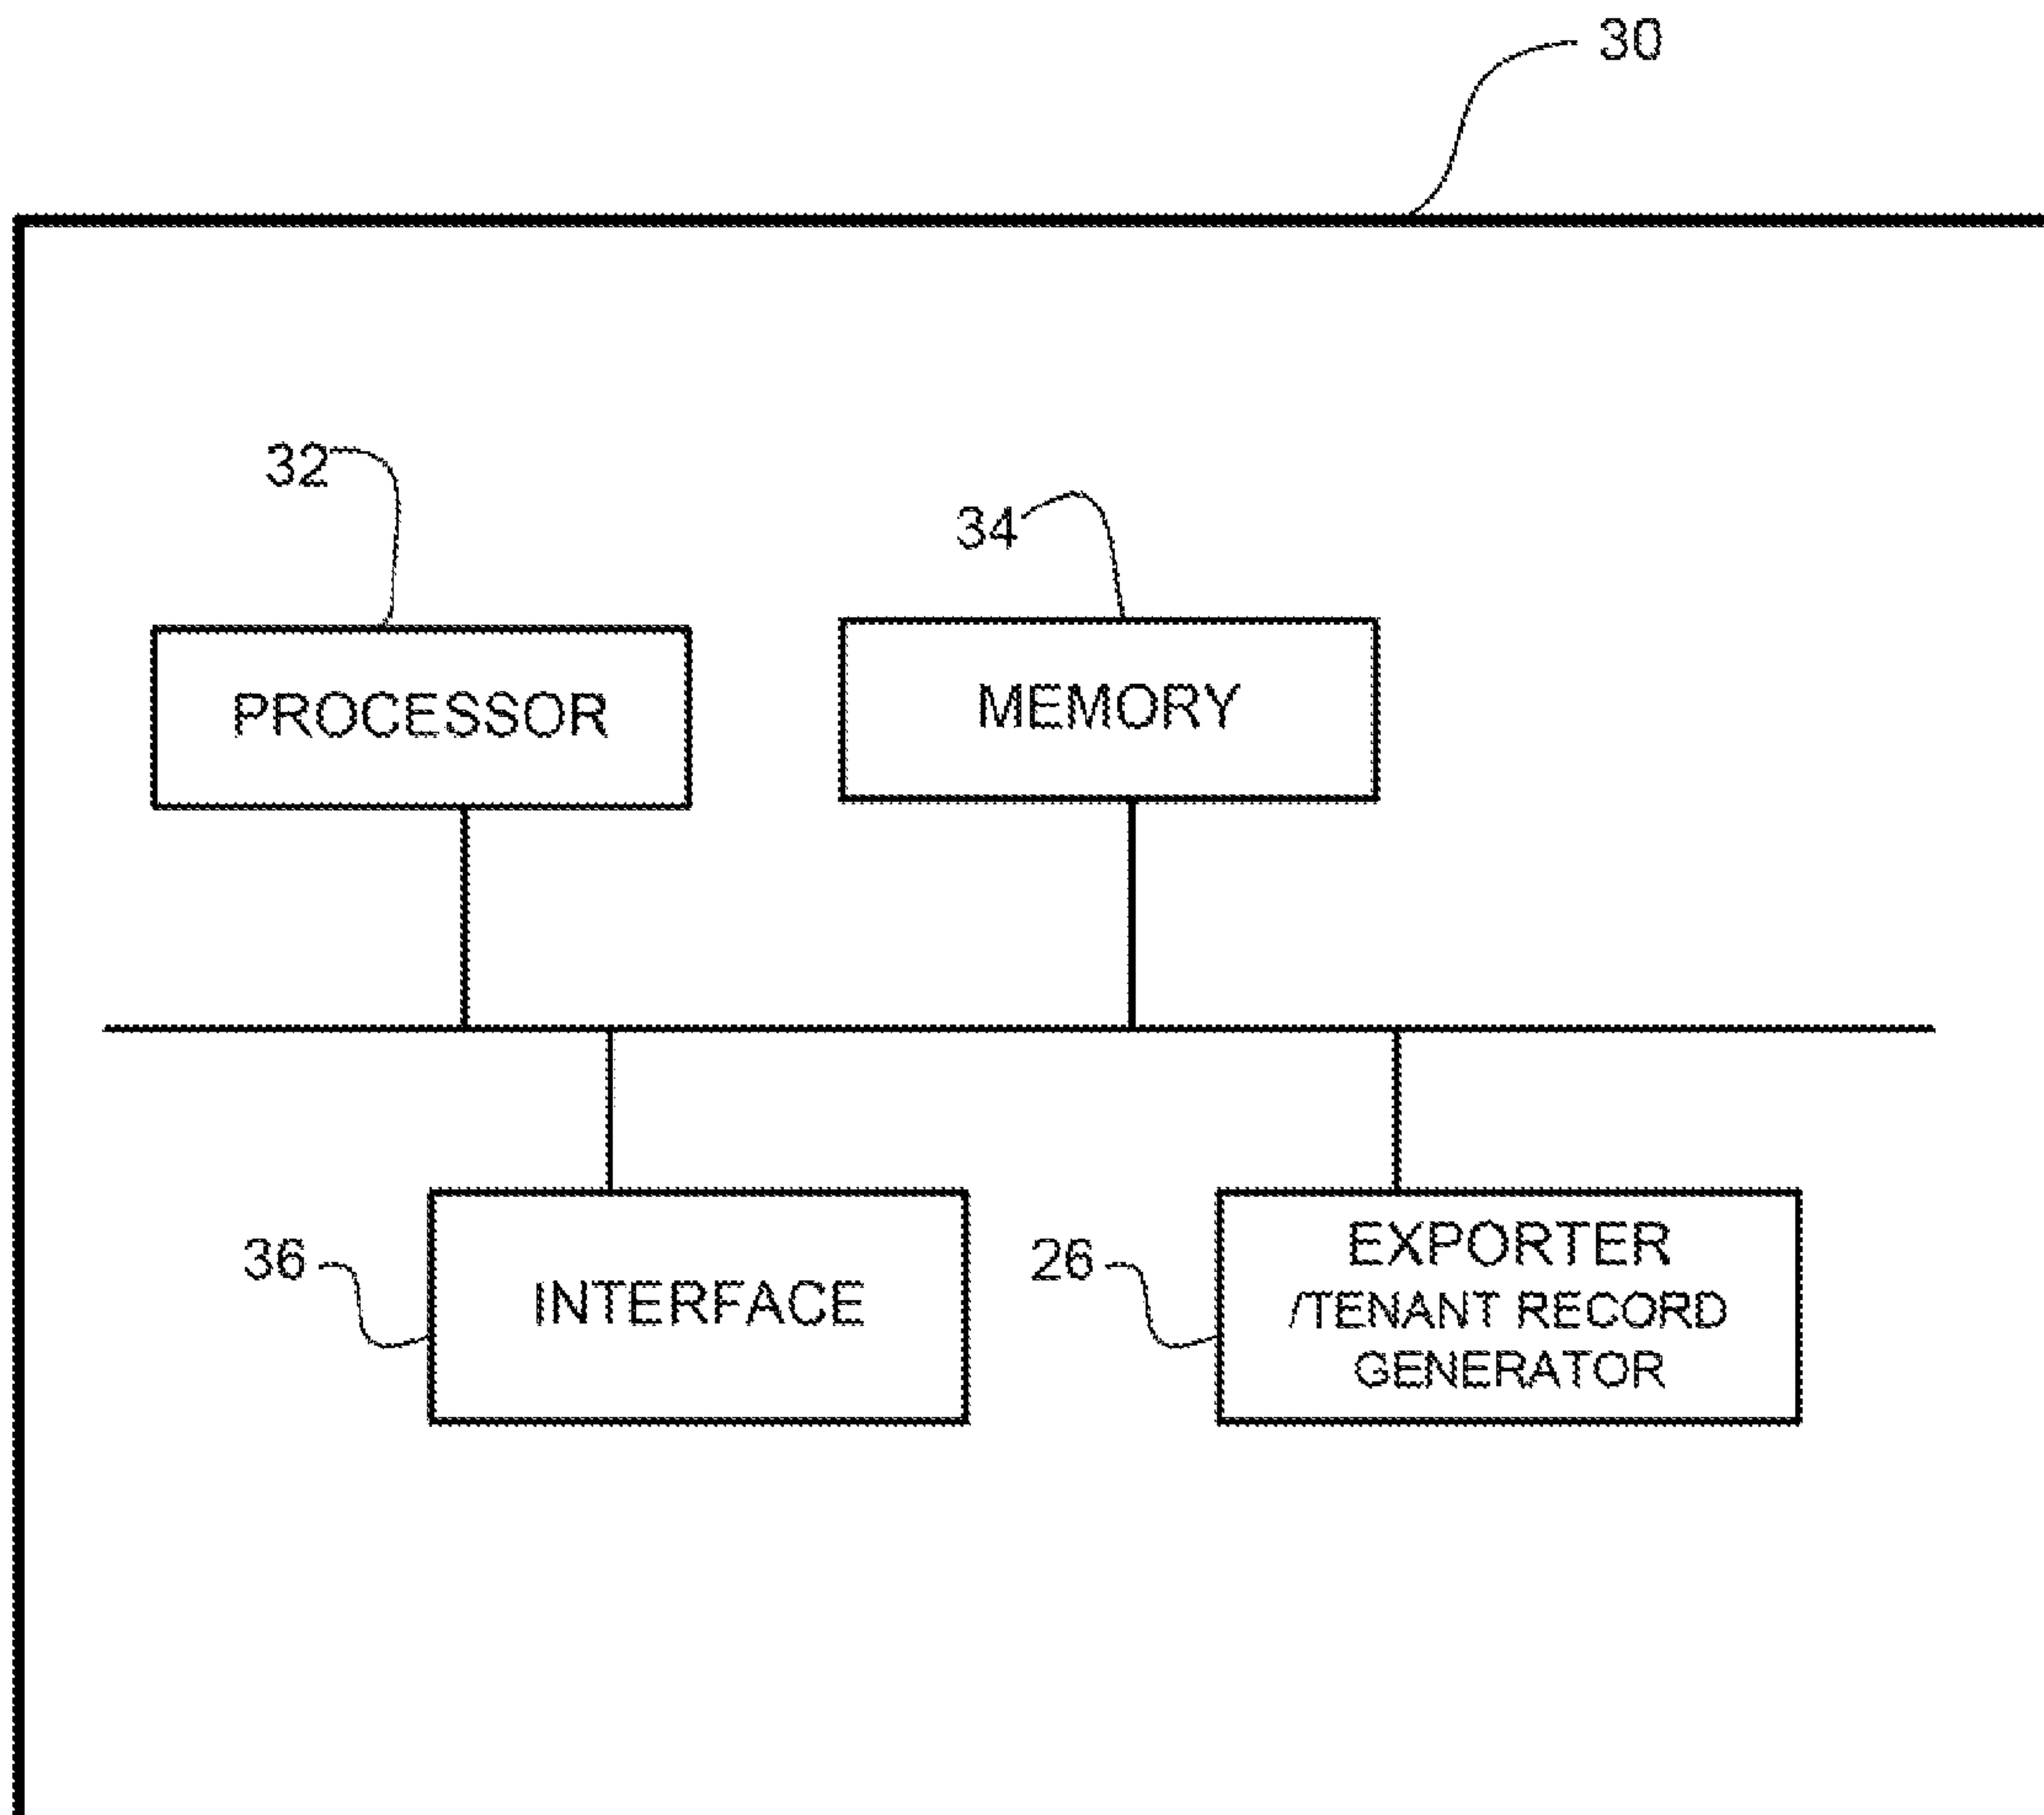 30
32
34
PROCESSOR
MEMORY
36
INTERFACE
26
EXPORTER
/TENANT RECORD
GENERATOR